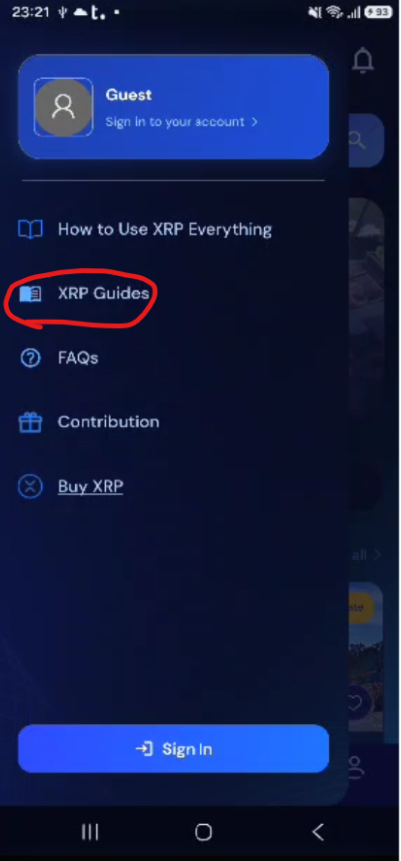 23:21
93
Guest
Sign in to your account >
How to Use XRP Everything
XRP Guides
FAQs
Contribution
Buy XRP
all >
Sign In